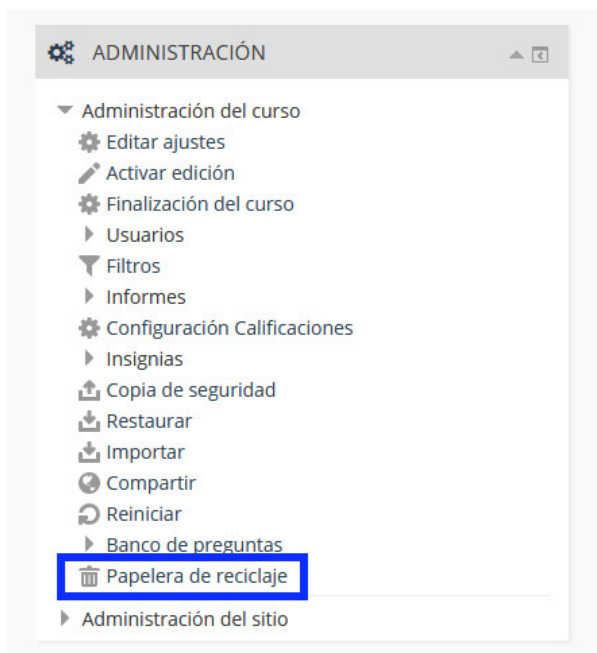 ADMINISTRACIÓN
Administración del curso
Editar ajustes
Activar edición
Finalización del curso
Usuarios
Filtros
Informes
Configuración Calificaciones
Insignias
Copia de seguridad
Restaurar
Importar
Compartir
Reiniciar
Banco de preguntas
Papelera de reciclaje
Administración del sitio